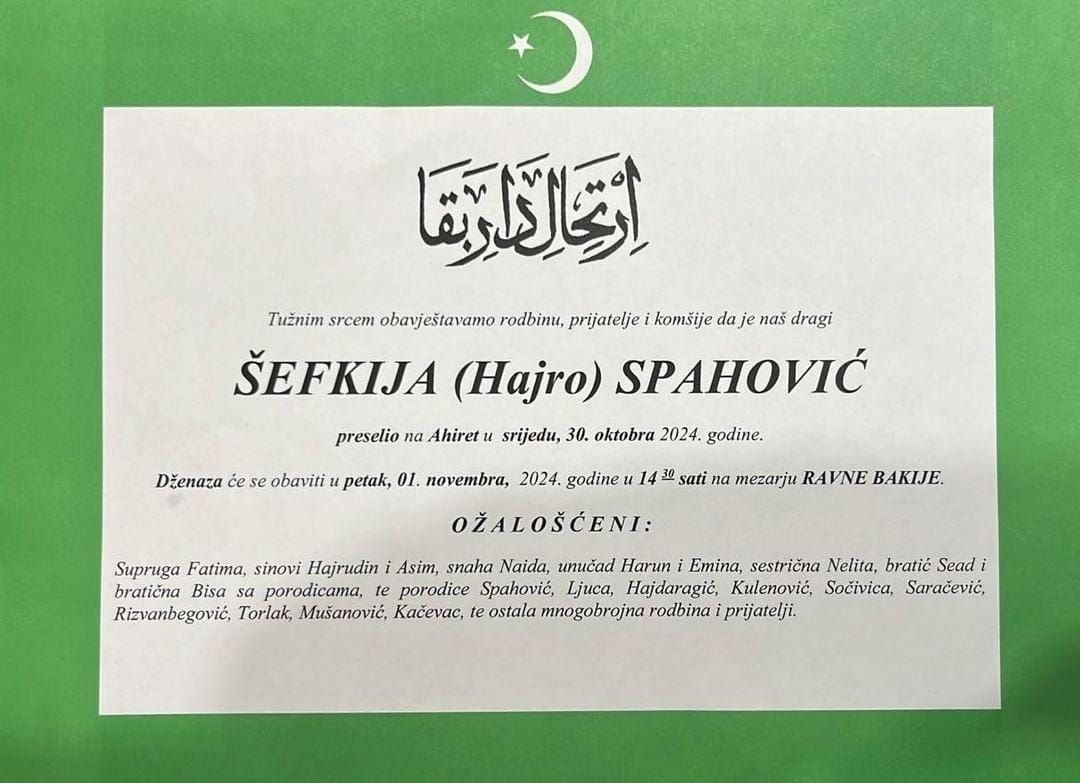 إِرْتِحَالِ دَارِ بَقَا
Tužnim srcem obavještavamo rodbinu, prijatelje i komšije da je naš dragi
ŠEFKIJA (Hajro) SPAHOVIĆ
preselio na Ahiret u srijedu, 30. oktobra 2024. godine.
Dženaza će se obaviti u petak, 01. novembra, 2024. godine u 14 30 sati na mezarju RAVNE BAKIJE.
OŽALOŠĆENI:
Supruga Fatima, sinovi Hajrudin i Asim, snaha Naida, unučad Harun i Emina, sestrična Nelita, bratić Sead i
bratična Bisa sa porodicama, te porodice Spahović, Ljuca, Hajdaragić, Kulenović, Sočivica, Saračević,
Rizvanbegović, Torlak, Mušanović, Kačevac, te ostala mnogobrojna rodbina i prijatelji.